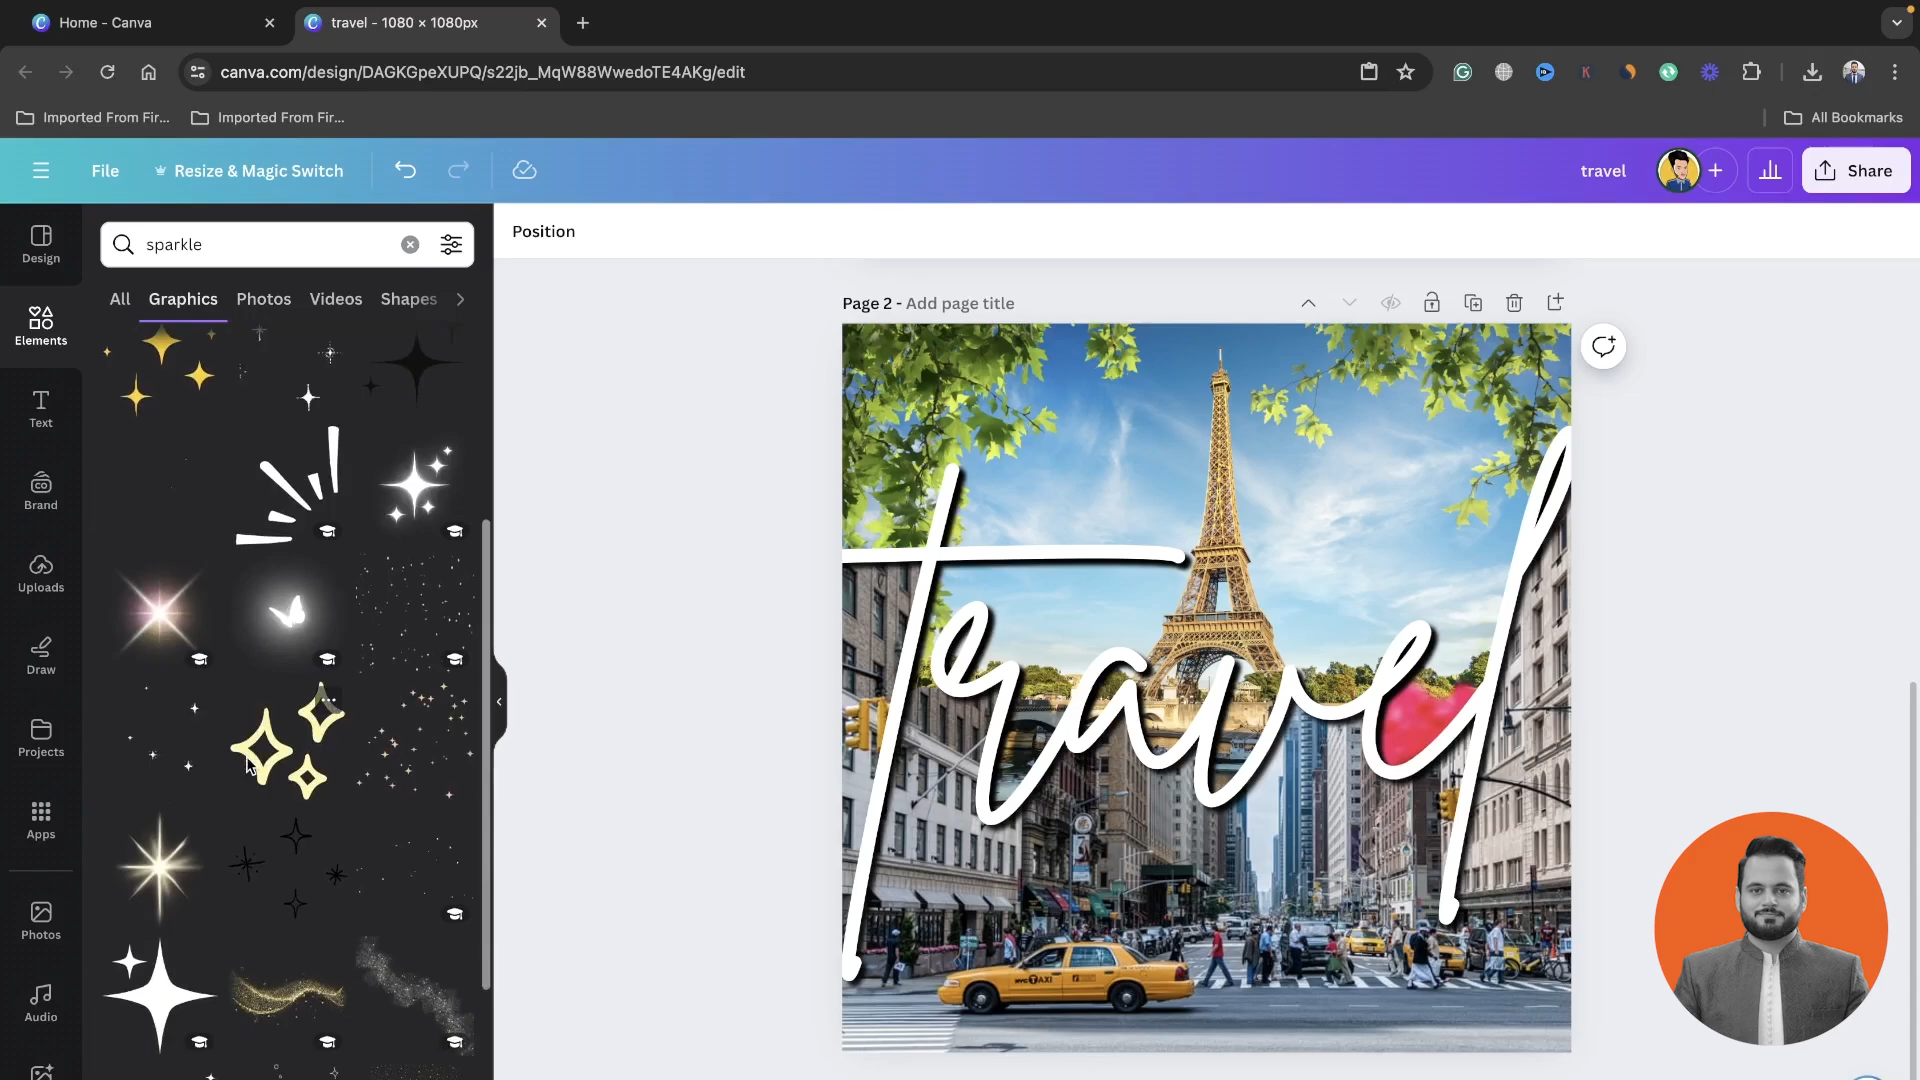 Home - Canva
travel - 1080 × 1080px
canva.com/design/DAGKGpeXUPQ/s22jb_MqW88WwedoTE4AKg/edit
Imported From Fir...
Imported From Fir...
All Bookmarks
File
Resize & Magic Switch
travel
Share
Design
Elements
Text
Brand
Uploads
Draw
Projects
Apps
Photos
Audio
sparkle
All
Graphics
Photos
Videos
Shapes
Position
Page 2 - Add page title
travel
TAXI